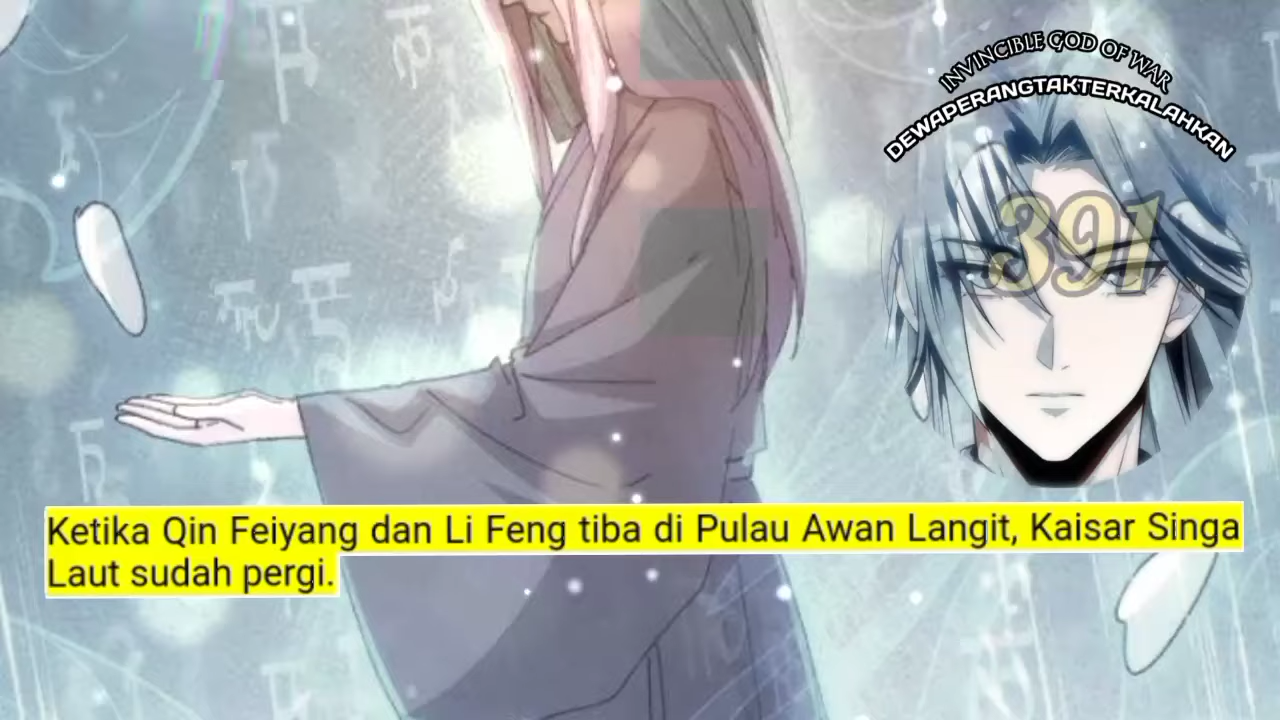 INVINCIBLE GOD OF WAR
DEWAPERANGTAKTERKALAHKAN
391
Ketika Qin Feiyang dan Li Feng tiba di Pulau Awan Langit, Kaisar Singa
Laut sudah pergi.